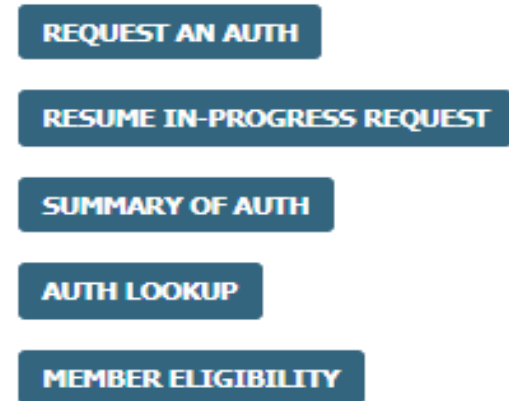 REQUEST AN AUTH
RESUME IN-PROGRESS REQUEST
SUMMARY OF AUTH
AUTH LOOKUP
MEMBER ELIGIBILITY